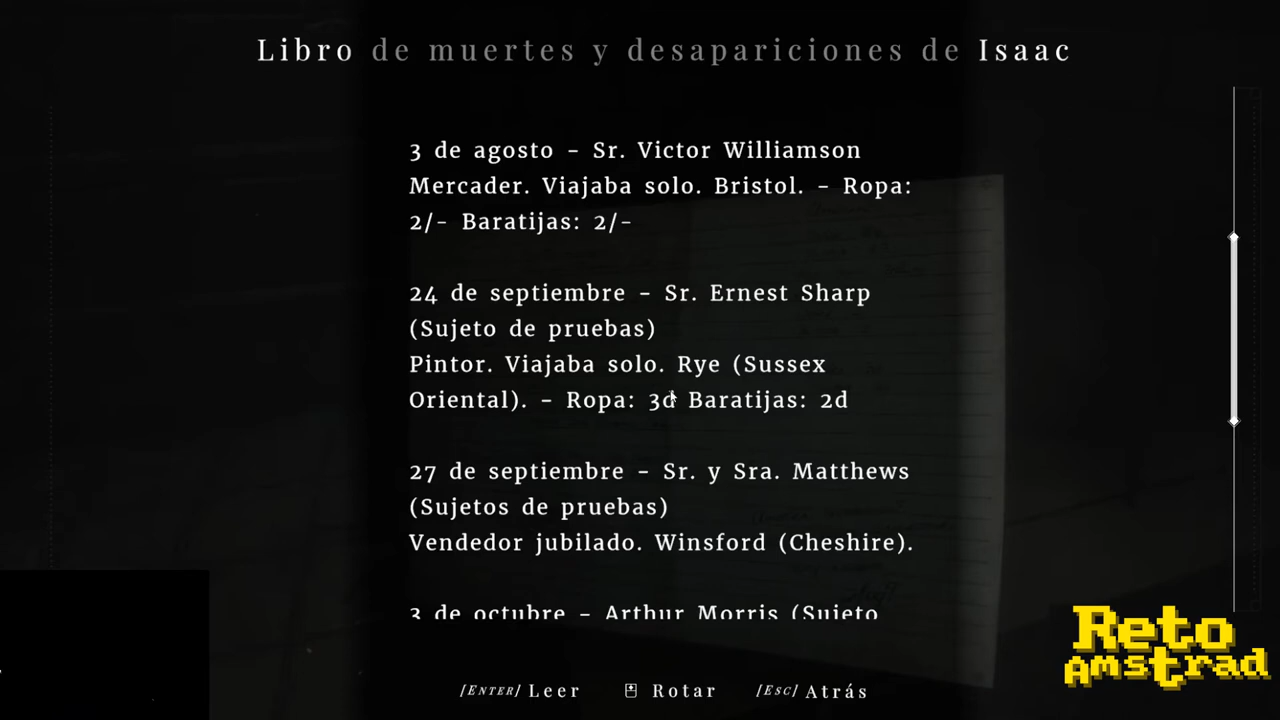 Libro de muertes y desapariciones de Isaac
3 de agosto - Sr. Victor Williamson
Mercader. Viajaba solo. Bristol. - Ropa:
2/- Baratijas: 2/-
24 de septiembre - Sr. Ernest Sharp
(Sujeto de pruebas)
Pintor. Viajaba solo. Rye (Sussex
Oriental). - Ropa: 3d Baratijas: 2d
27 de septiembre - Sr. y Sra. Matthews
(Sujetos de pruebas)
Vendedor jubilado. Winsford (Cheshire).
3 de octubre - Arthur Morris (Sujeto
[ENTER] Leer Rotar [ESC] Atrás
Reto
Amstrad